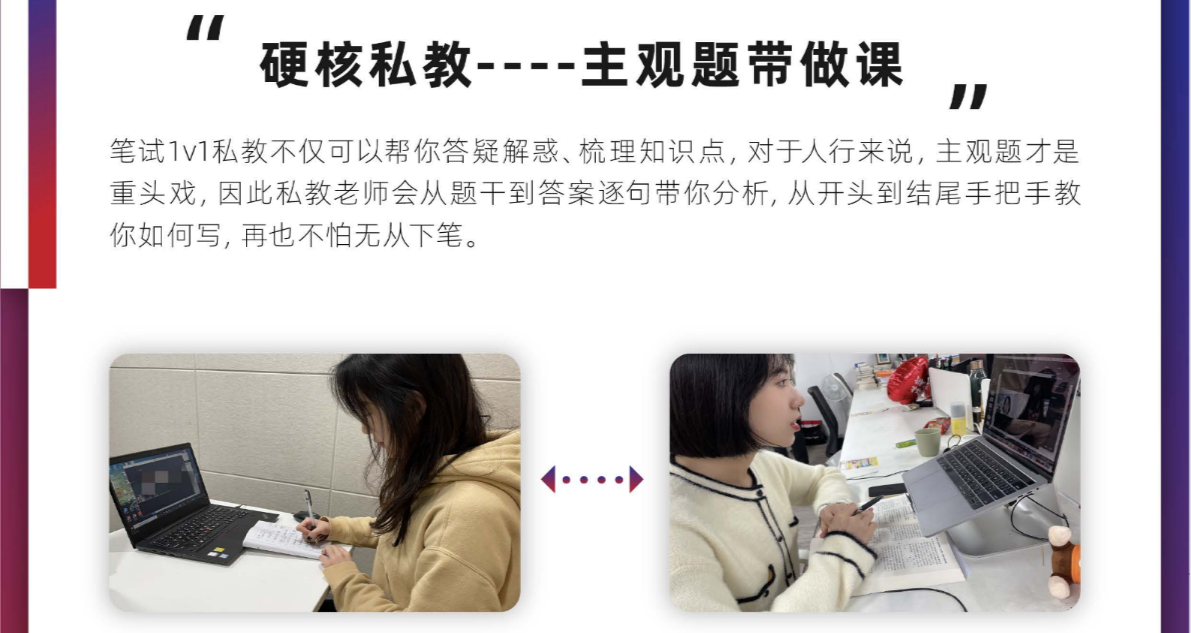 “
硬核私教----主观题带做课
”
笔试1v1私教不仅可以帮你答疑解惑、梳理知识点，对于人行来说，主观题才是
重头戏，因此私教老师会从题干到答案逐句带你分析，从开头到结尾手把手教
你如何写，再也不怕无从下笔。